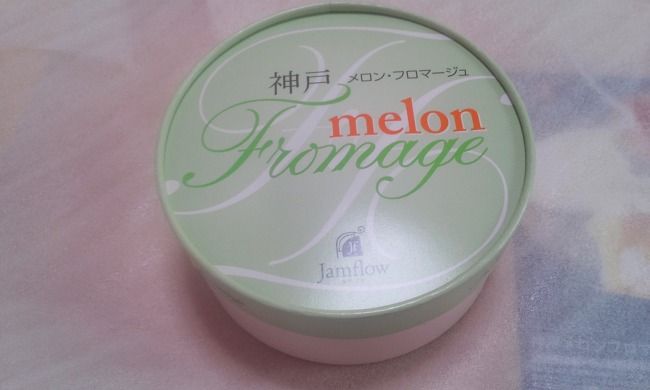 神戸 メロン・フロマージュ
melon
Fromage
Jamflow